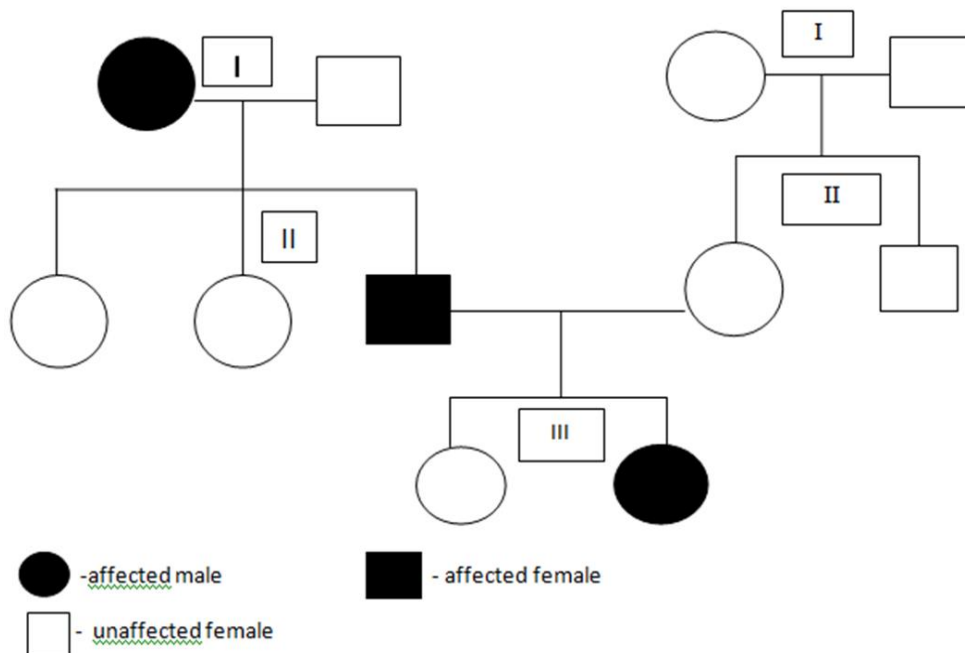 I
I
II
II
III
-affected male
- affected female
- unaffected female